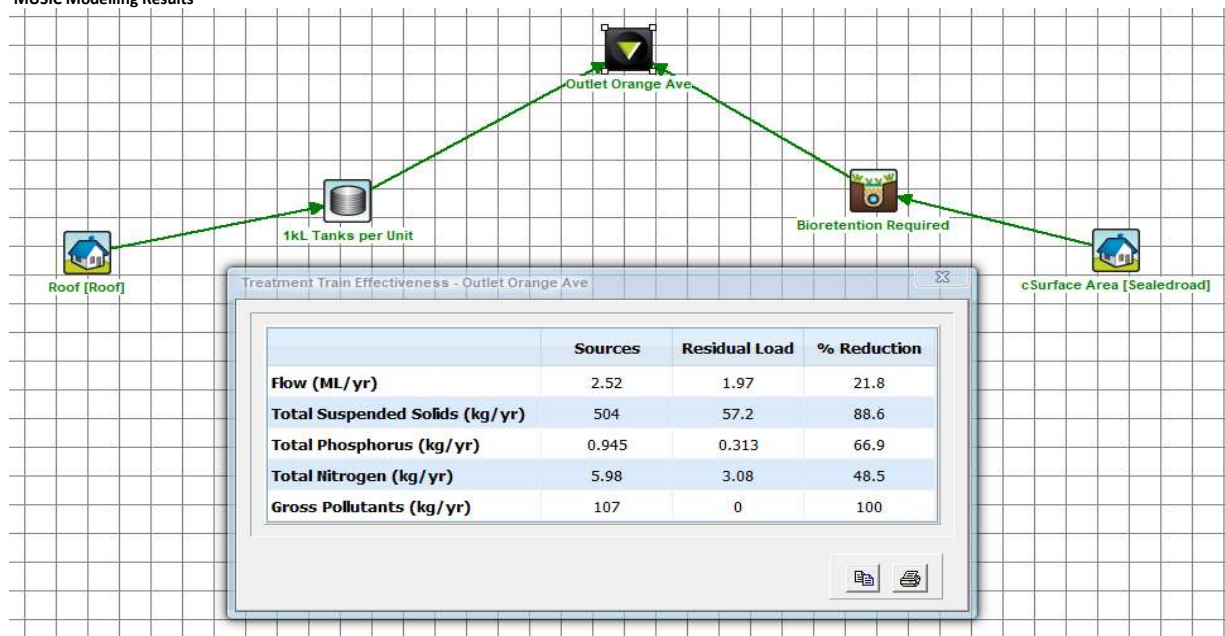 MUSIC Modelling Results
Outlet Orange Ave
1kL Tanks per Unit
Bioretention Required
Roof [Roof]
cSurface Area [Sealedroad]
Treatment Train Effectiveness - Outlet Orange Ave
Sources Residual Load % Reduction
Flow (ML/yr) 2.52 1.97 21.8
Total Suspended Solids (kg/yr) 504 57.2 88.6
Total Phosphorus (kg/yr) 0.945 0.313 66.9
Total Nitrogen (kg/yr) 5.98 3.08 48.5
Gross Pollutants (kg/yr) 107 0 100